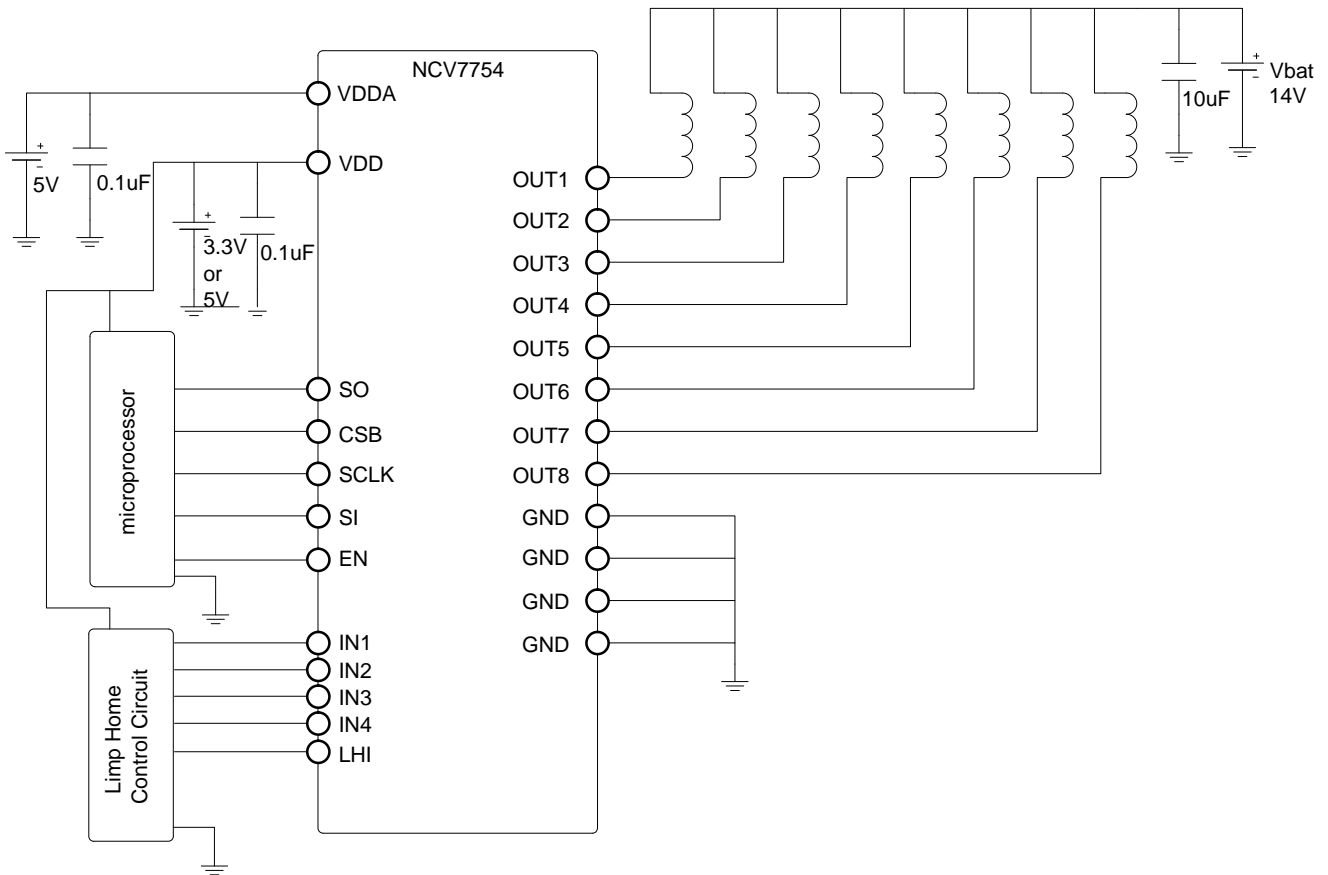 NCV7754
VDDA
VDD
5V
0.1uF
3.3V
or
5V
0.1uF
Vbat
14V
10uF
OUT1
OUT2
OUT3
OUT4
OUT5
OUT6
OUT7
OUT8
GND
GND
GND
GND
microprocessor
SO
CSB
SCLK
SI
EN
Limp Home
Control Circuit
IN1
IN2
IN3
IN4
LHI